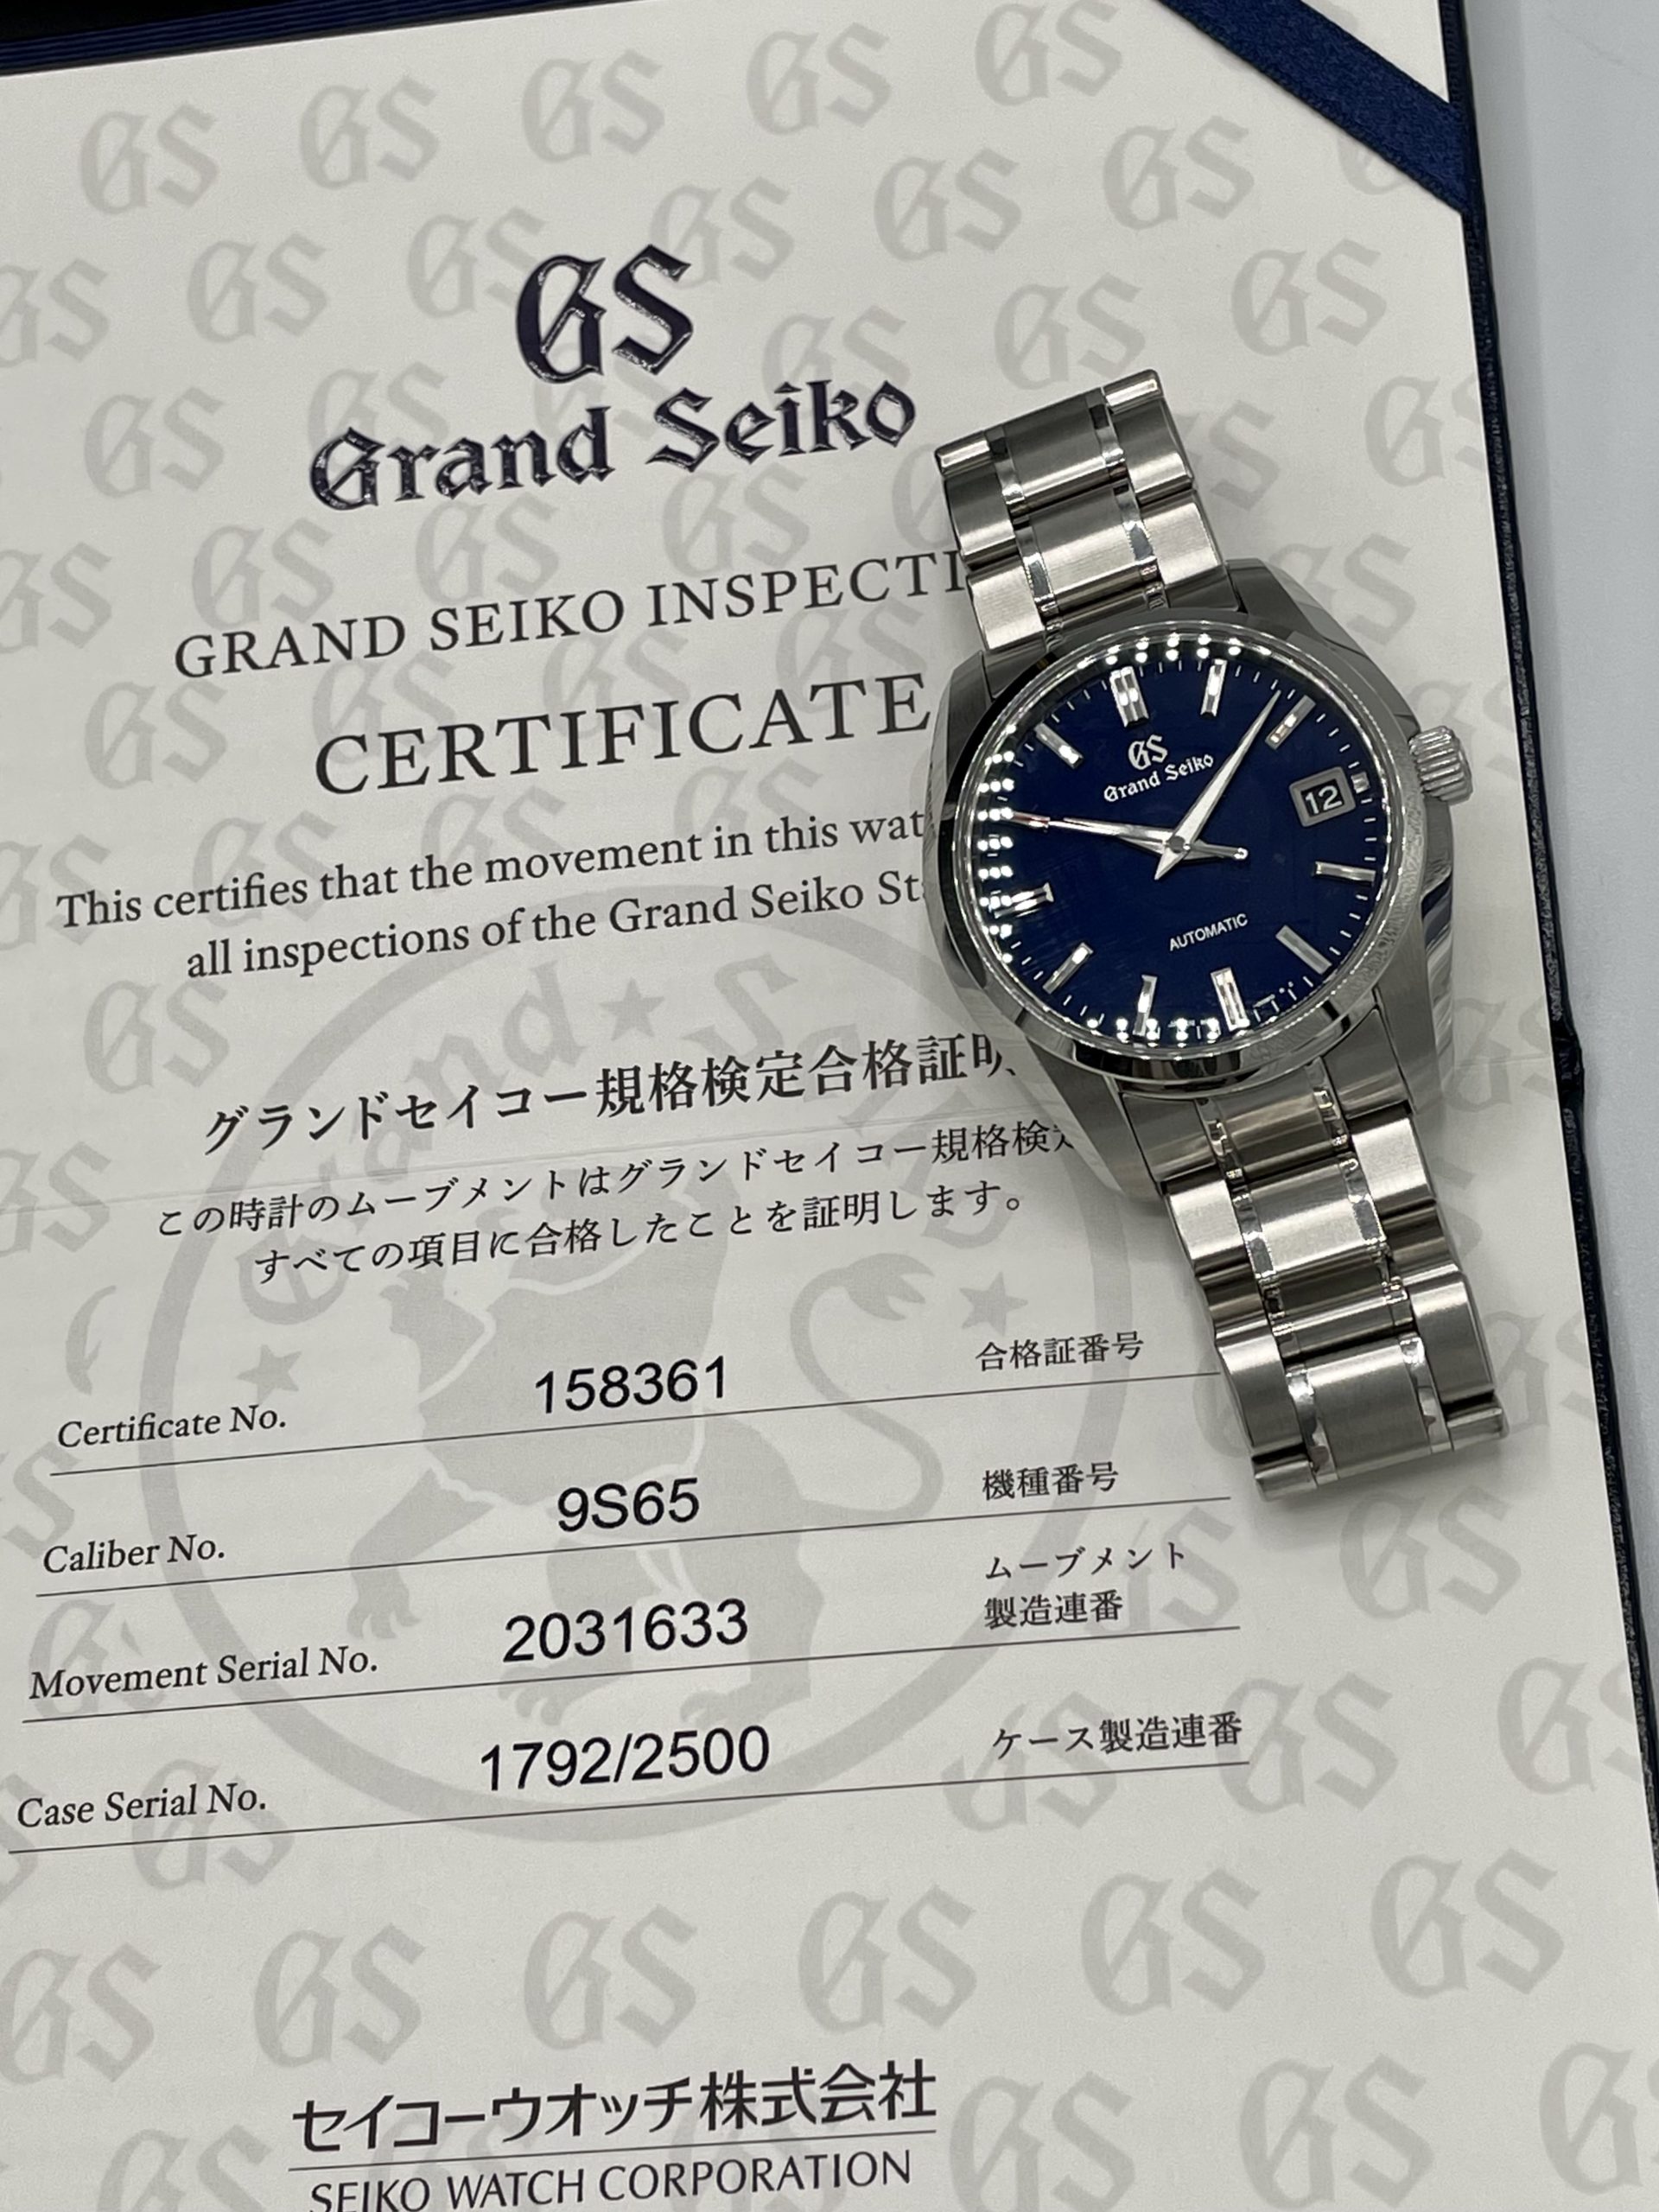 GS
Grand Seiko
GRAND SEIKO INSPECTI
CERTIFICATE
This certifies that the movement in this wat
all inspections of the Grand Seiko St
グランドセイコー規格検定合格証明
この時計のムーブメントはグランドセイコー規格検定
すべての項目に合格したことを証明します。
Certificate No. 158361 合格証番号
Caliber No. 9S65 機種番号
Movement Serial No. 2031633 ムーブメント
製造連番
Case Serial No. 1792/2500 ケース製造連番
セイコーウオッチ株式会社
SEIKO WATCH CORPORATION
GS
Grand Seiko
12
AUTOMATIC